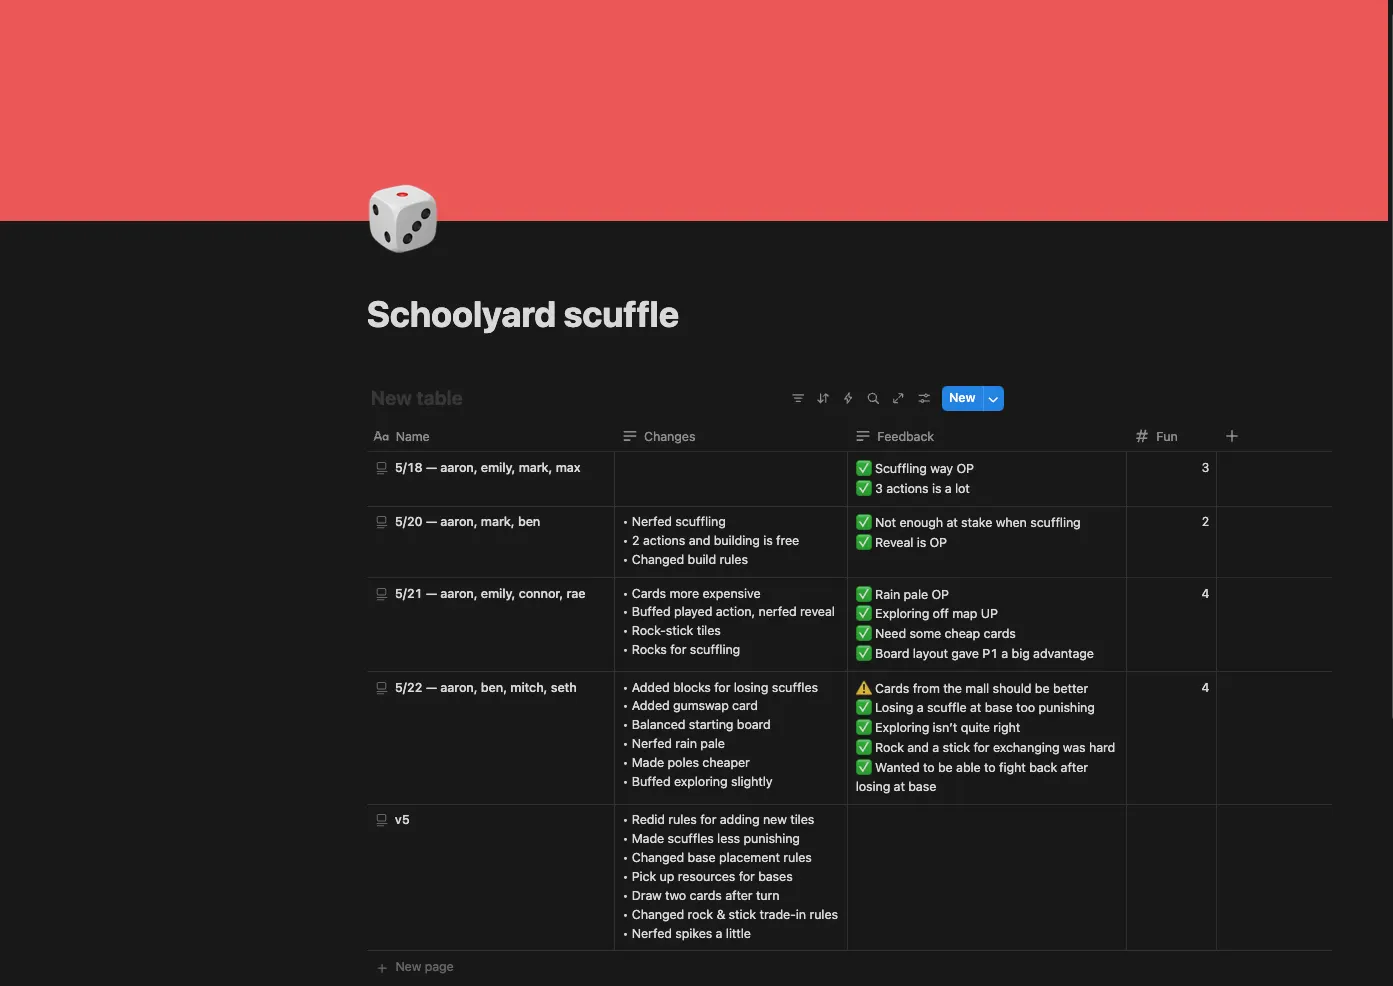 Schoolyard scuffle
New table
New
Aa Name
Changes
Feedback
# Fun
5/18 — aaron, emily, mark, max
✅ Scuffling way OP
✅ 3 actions is a lot
3
5/20 — aaron, mark, ben
• Nerfed scuffling
• 2 actions and building is free
• Changed build rules
✅ Not enough at stake when scuffling
✅ Reveal is OP
2
5/21 — aaron, emily, connor, rae
• Cards more expensive
• Buffed played action, nerfed reveal
• Rock-stick tiles
• Rocks for scuffling
✅ Rain pale OP
✅ Exploring off map UP
✅ Need some cheap cards
✅ Board layout gave P1 a big advantage
4
5/22 — aaron, ben, mitch, seth
• Added blocks for losing scuffles
• Added gumswap card
• Balanced starting board
• Nerfed rain pale
• Made poles cheaper
• Buffed exploring slightly
⚠️ Cards from the mall should be better
✅ Losing a scuffle at base too punishing
✅ Exploring isn’t quite right
✅ Rock and a stick for exchanging was hard
✅ Wanted to be able to fight back after
losing at base
4
v5
• Redid rules for adding new tiles
• Made scuffles less punishing
• Changed base placement rules
• Pick up resources for bases
• Draw two cards after turn
• Changed rock & stick trade-in rules
• Nerfed spikes a little
+ New page